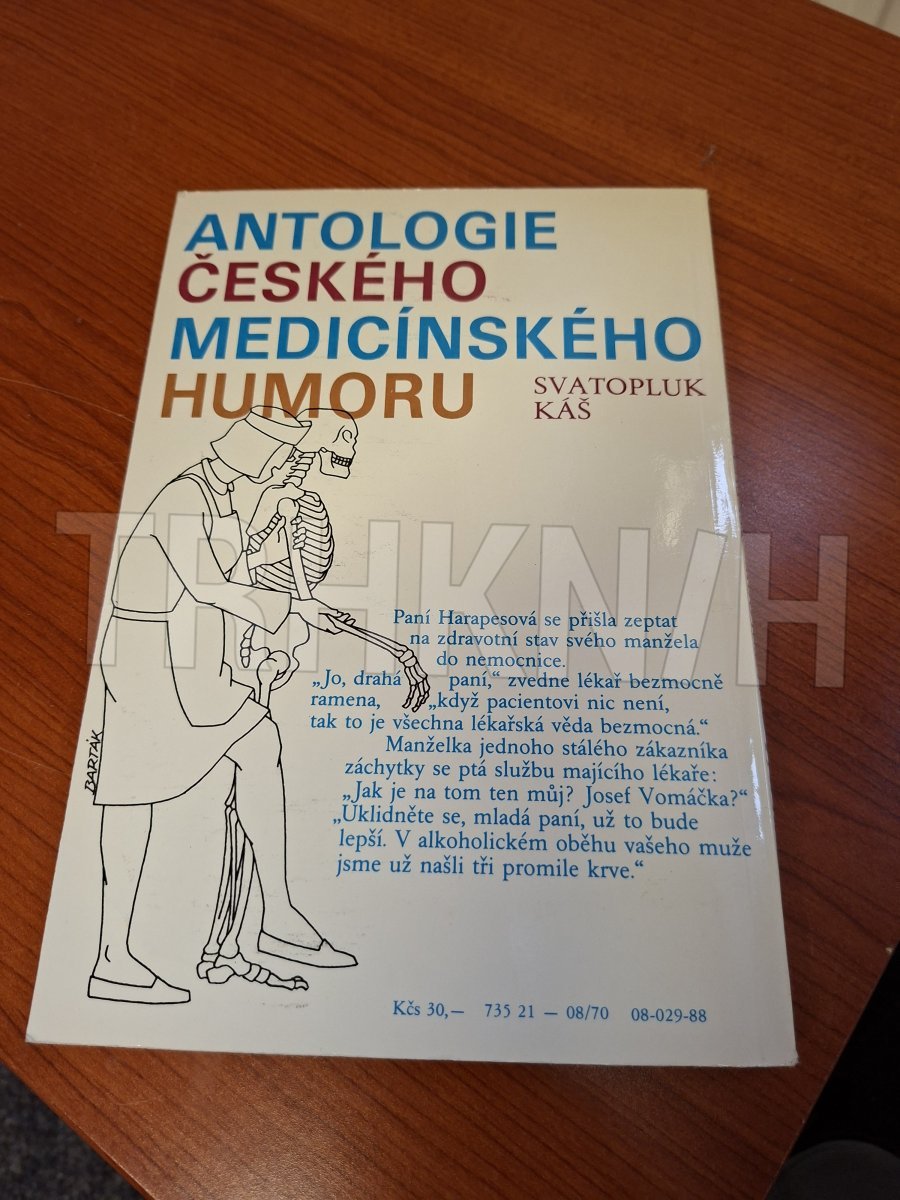 ANTOLOGIE
ČESKÉHO
MEDICÍNSKÉHO
HUMORU
SVATOPLUK
KÁŠ
TRHKNIH
Paní Harapesová se přišla zeptat
na zdravotní stav svého manžela
do nemocnice.
„Jo, drahá paní,“ zvedne lékař bezmocně
ramena, „když pacientovi nic není,
tak to je všechna lékařská věda bezmocná.“
Manželka jednoho stálého zákazníka
záchytky se ptá službu majícího lékaře:
„Jak je na tom ten můj? Josef Vomáčka?“
„Uklidněte se, mladá paní, už to bude
lepší. V alkoholickém oběhu vašeho muže
jsme už našli tři promile krve.“
BARTÁK
Kčs 30,— 735 21 — 08/70 08-029-88